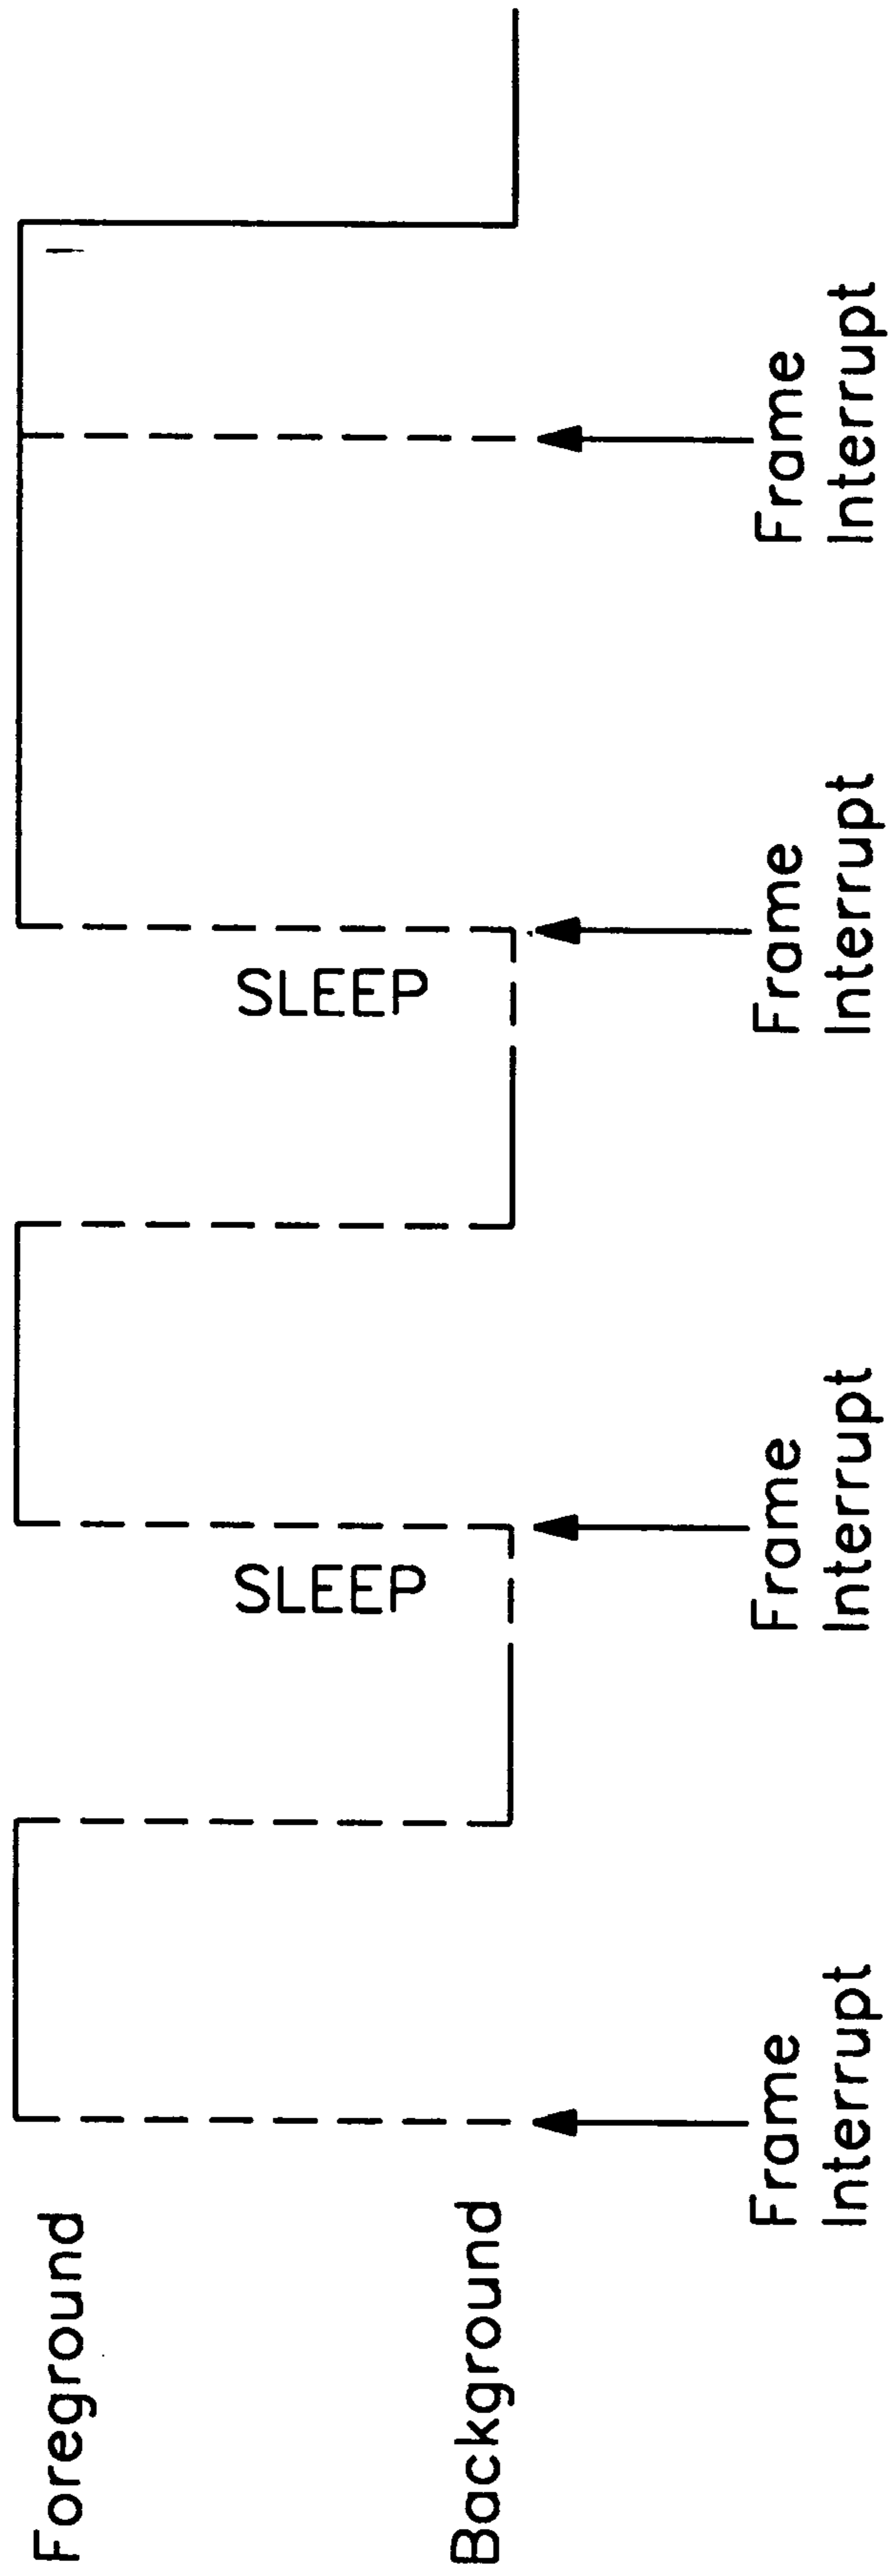 Foreground
Background
SLEEP
SLEEP
Frame
Interrupt
Frame
Interrupt
Frame
Interrupt
Frame
Interrupt